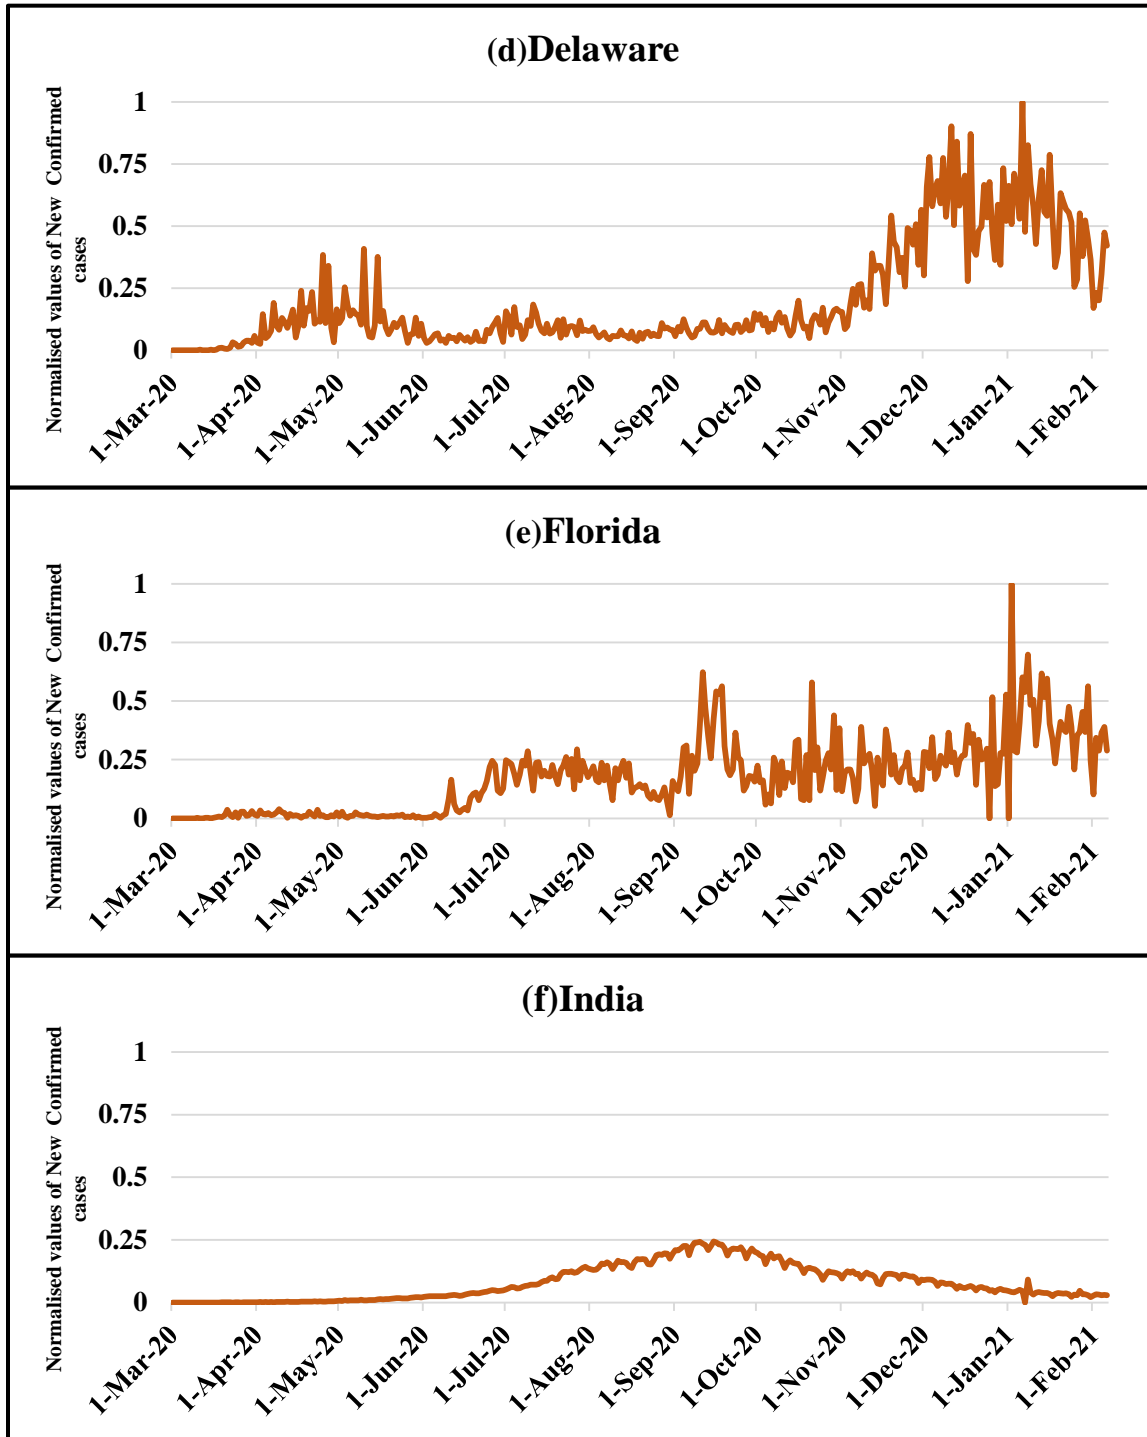 (d)Delaware
Normalised values of New Confirmed
cases
1
0.75
0.5
0.25
0
1-Mar-20
1-Apr-20
1-May-20
1-Jun-20
1-Jul-20
1-Aug-20
1-Sep-20
1-Oct-20
1-Nov-20
1-Dec-20
1-Jan-21
1-Feb-21
(e)Florida
Normalised values of New Confirmed
cases
1
0.75
0.5
0.25
0
1-Mar-20
1-Apr-20
1-May-20
1-Jun-20
1-Jul-20
1-Aug-20
1-Sep-20
1-Oct-20
1-Nov-20
1-Dec-20
1-Jan-21
1-Feb-21
(f)India
Normalised values of New Confirmed
cases
1
0.75
0.5
0.25
0
1-Mar-20
1-Apr-20
1-May-20
1-Jun-20
1-Jul-20
1-Aug-20
1-Sep-20
1-Oct-20
1-Nov-20
1-Dec-20
1-Jan-21
1-Feb-21